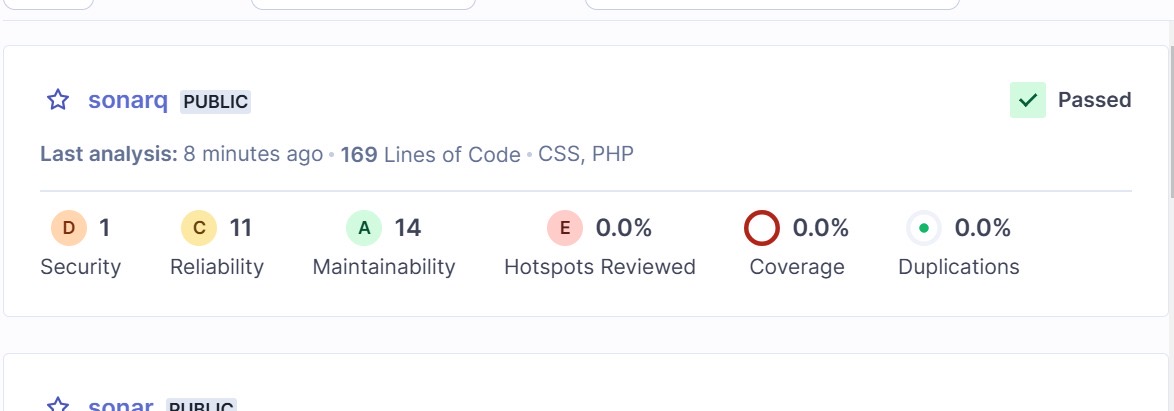 sonarq PUBLIC
Passed
Last analysis: 8 minutes ago • 169 Lines of Code • CSS, PHP
D 1 C 11 A 14 E 0.0% 0.0% 0.0%
Security Reliability Maintainability Hotspots Reviewed Coverage Duplications
sonar PUBLIC